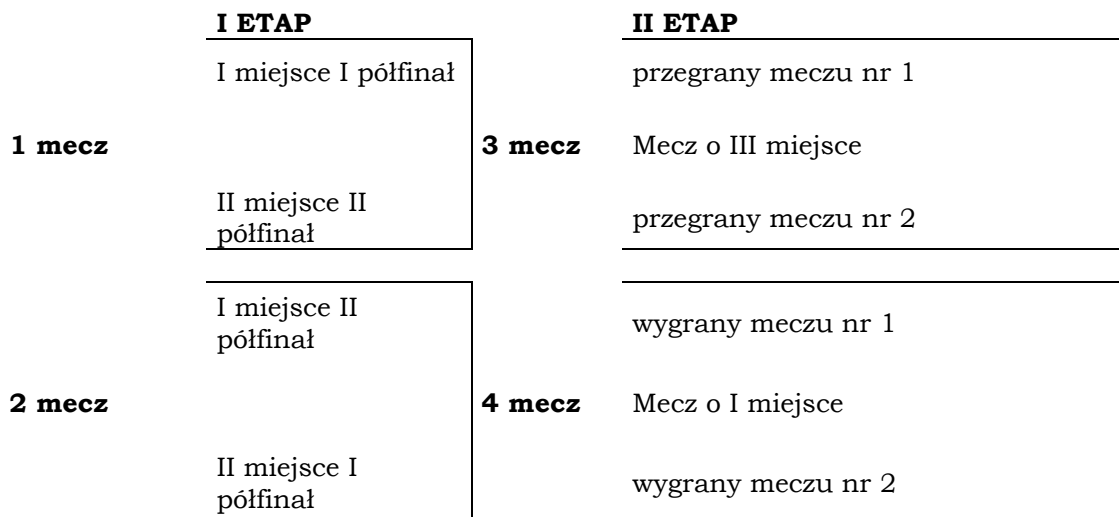 I ETAP II ETAP
I miejsce I półfinał przegrany meczu nr 1
1 mecz 3 mecz Mecz o III miejsce
II miejsce II
półfinał
przegrany meczu nr 2
I miejsce II
półfinał
wygrany meczu nr 1
2 mecz 4 mecz Mecz o I miejsce
II miejsce I
półfinał
wygrany meczu nr 2